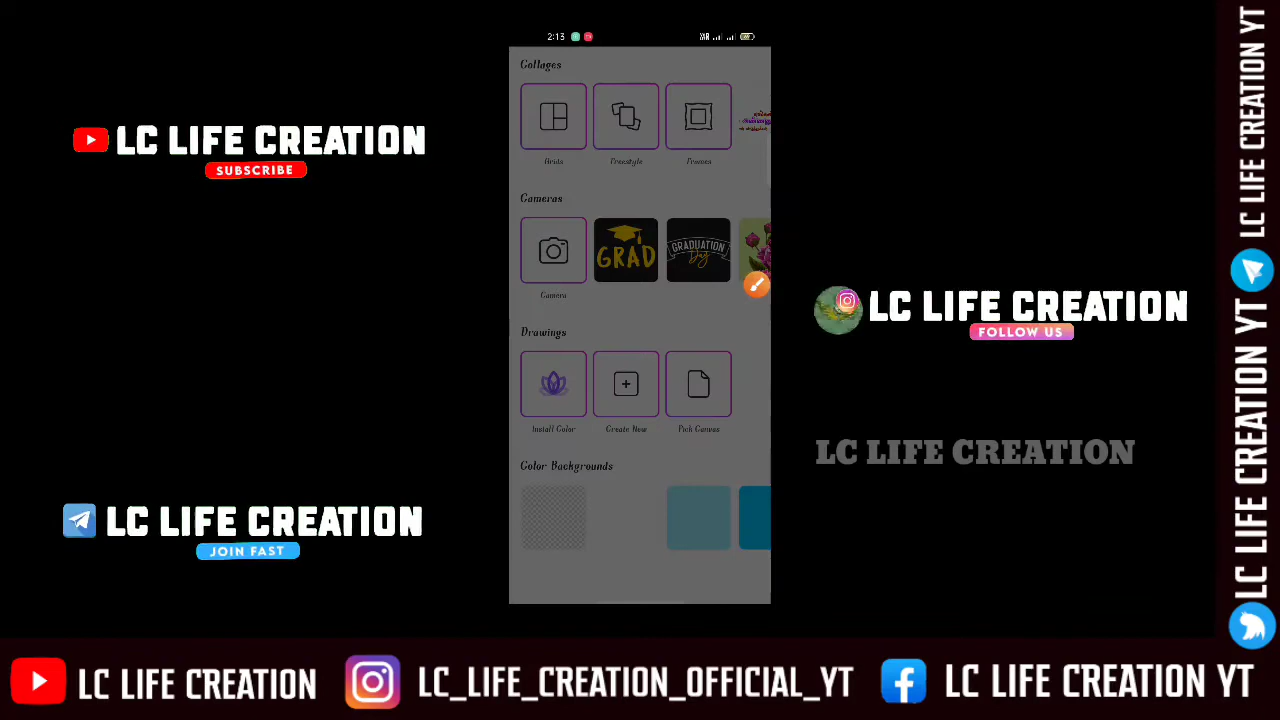 2:13
Collages
Grids
Freestyle
Frames
Cameras
GRAD
GRADUATION
Day
Camera
Drawings
Install Color
Create New
Pick Canvas
Color Backgrounds
LC LIFE CREATION
SUBSCRIBE
LC LIFE CREATION
JOIN FAST
LC LIFE CREATION
FOLLOW US
LC LIFE CREATION
LC LIFE CREATION YT
LC LIFE CREATION YT
LC LIFE CREATION
LC_LIFE_CREATION_OFFICIAL_YT
LC LIFE CREATION YT